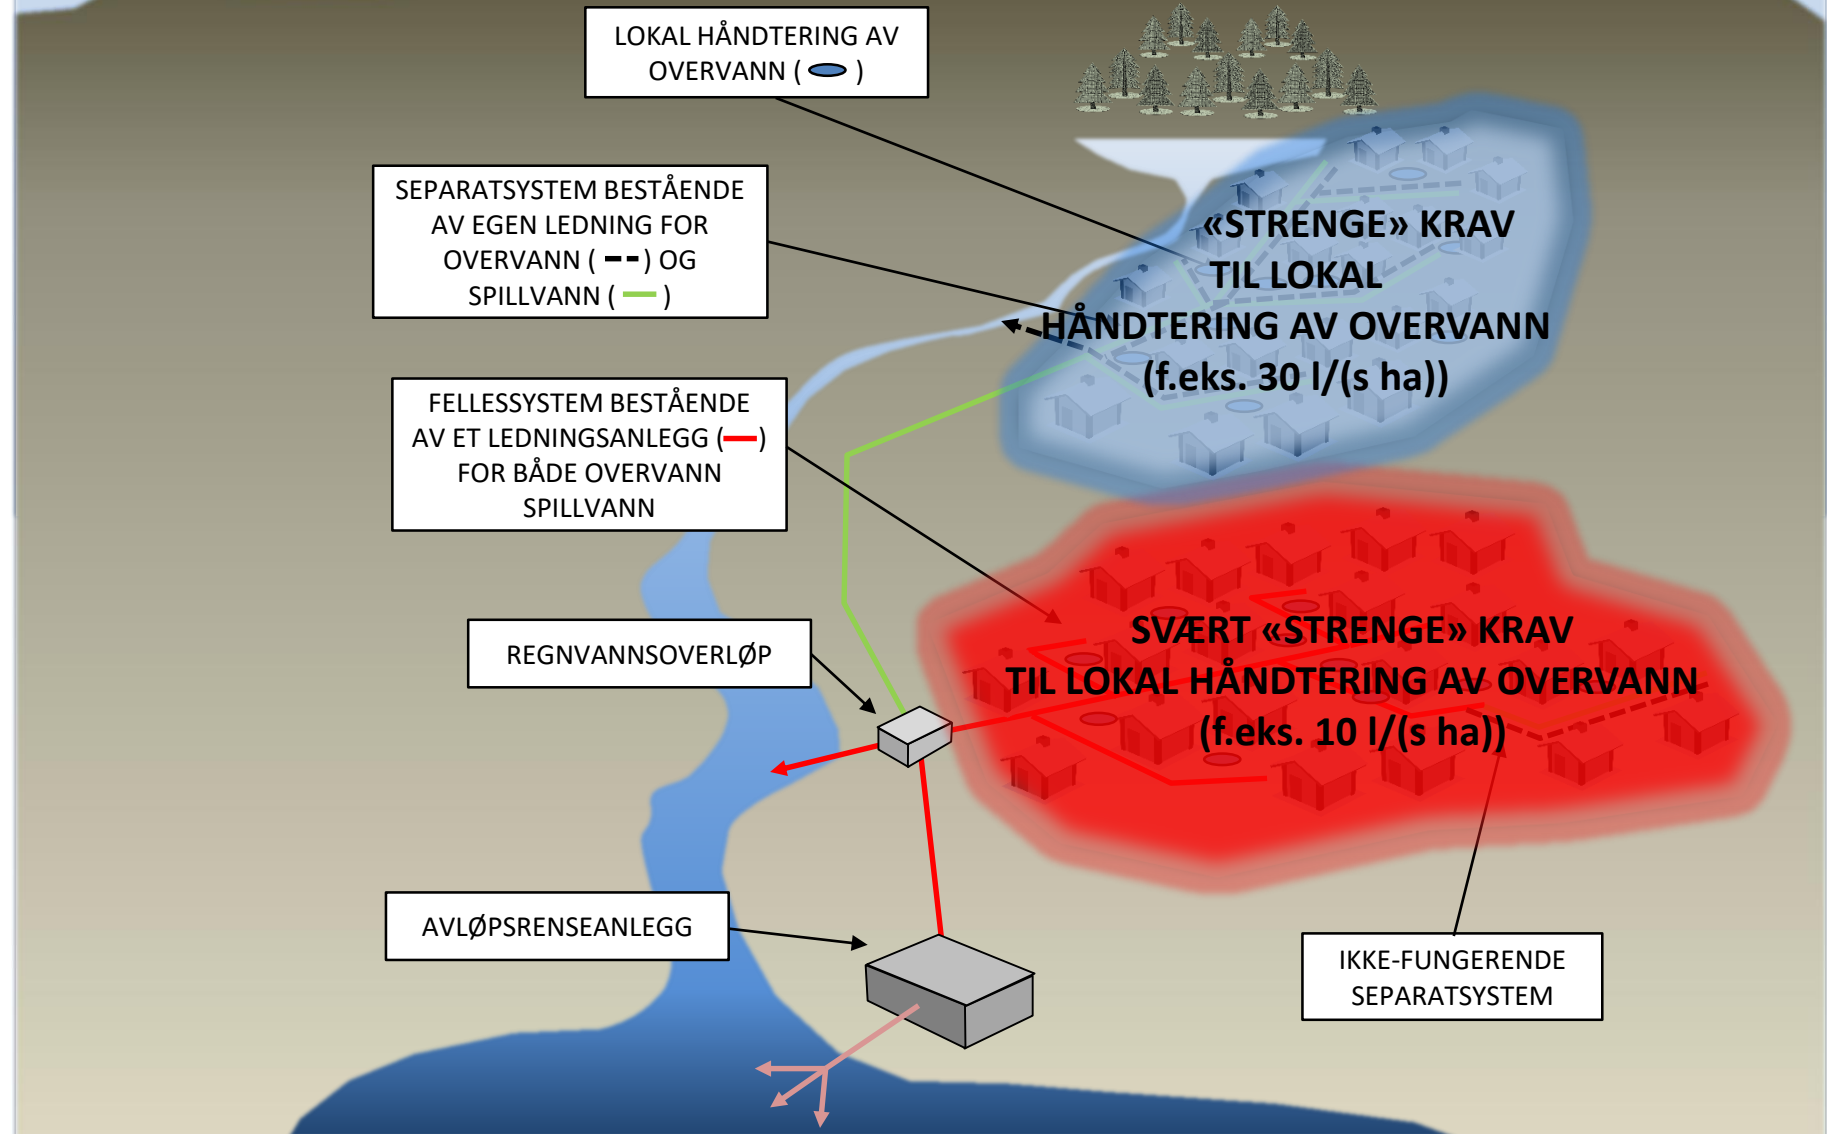 LOKAL HÅNDTERING AV
OVERVANN ( )
SEPARATSYSTEM BESTÅENDE
AV EGEN LEDNING FOR
OVERVANN ( ) OG
SPILLVANN ( )
«STRENGE» KRAV
TIL LOKAL
HÅNDTERING AV OVERVANN
(f.eks. 30 l/(s ha))
FELLESSYSTEM BESTÅENDE
AV ET LEDNINGSANLEGG ( )
FOR BÅDE OVERVANN
SPILLVANN
SVÆRT «STRENGE» KRAV
TIL LOKAL HÅNDTERING AV OVERVANN
(f.eks. 10 l/(s ha))
REGNVANNSOVERLØP
AVLØPSRENSEANLEGG
IKKE-FUNGERENDE
SEPARATSYSTEM